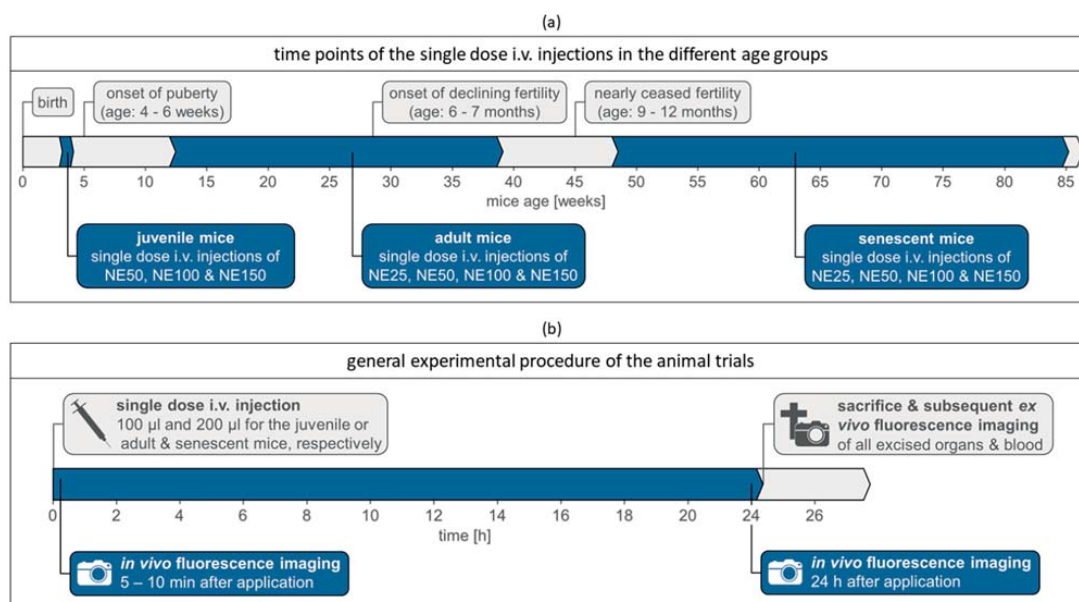 (a)
time points of the single dose i.v. injections in the different age groups
birth
onset of puberty
(age: 4 - 6 weeks)
onset of declining fertility
(age: 6 - 7 months)
nearly ceased fertility
(age: 9 - 12 months)
0 5 10 15 20 25 30 35 40 45 50 55 60 65 70 75 80 85
mice age [weeks]
juvenile mice
single dose i.v. injections of
NE50, NE100 & NE150
adult mice
single dose i.v. injections of
NE25, NE50, NE100 & NE150
senescent mice
single dose i.v. injections of
NE25, NE50, NE100 & NE150
(b)
general experimental procedure of the animal trials
single dose i.v. injection
100 µl and 200 µl for the juvenile or
adult & senescent mice, respectively
sacrifice & subsequent ex
vivo fluorescence imaging
of all excised organs & blood
0 2 4 6 8 10 12 14 16 18 20 22 24 26
time [h]
in vivo fluorescence imaging
5 – 10 min after application
in vivo fluorescence imaging
24 h after application